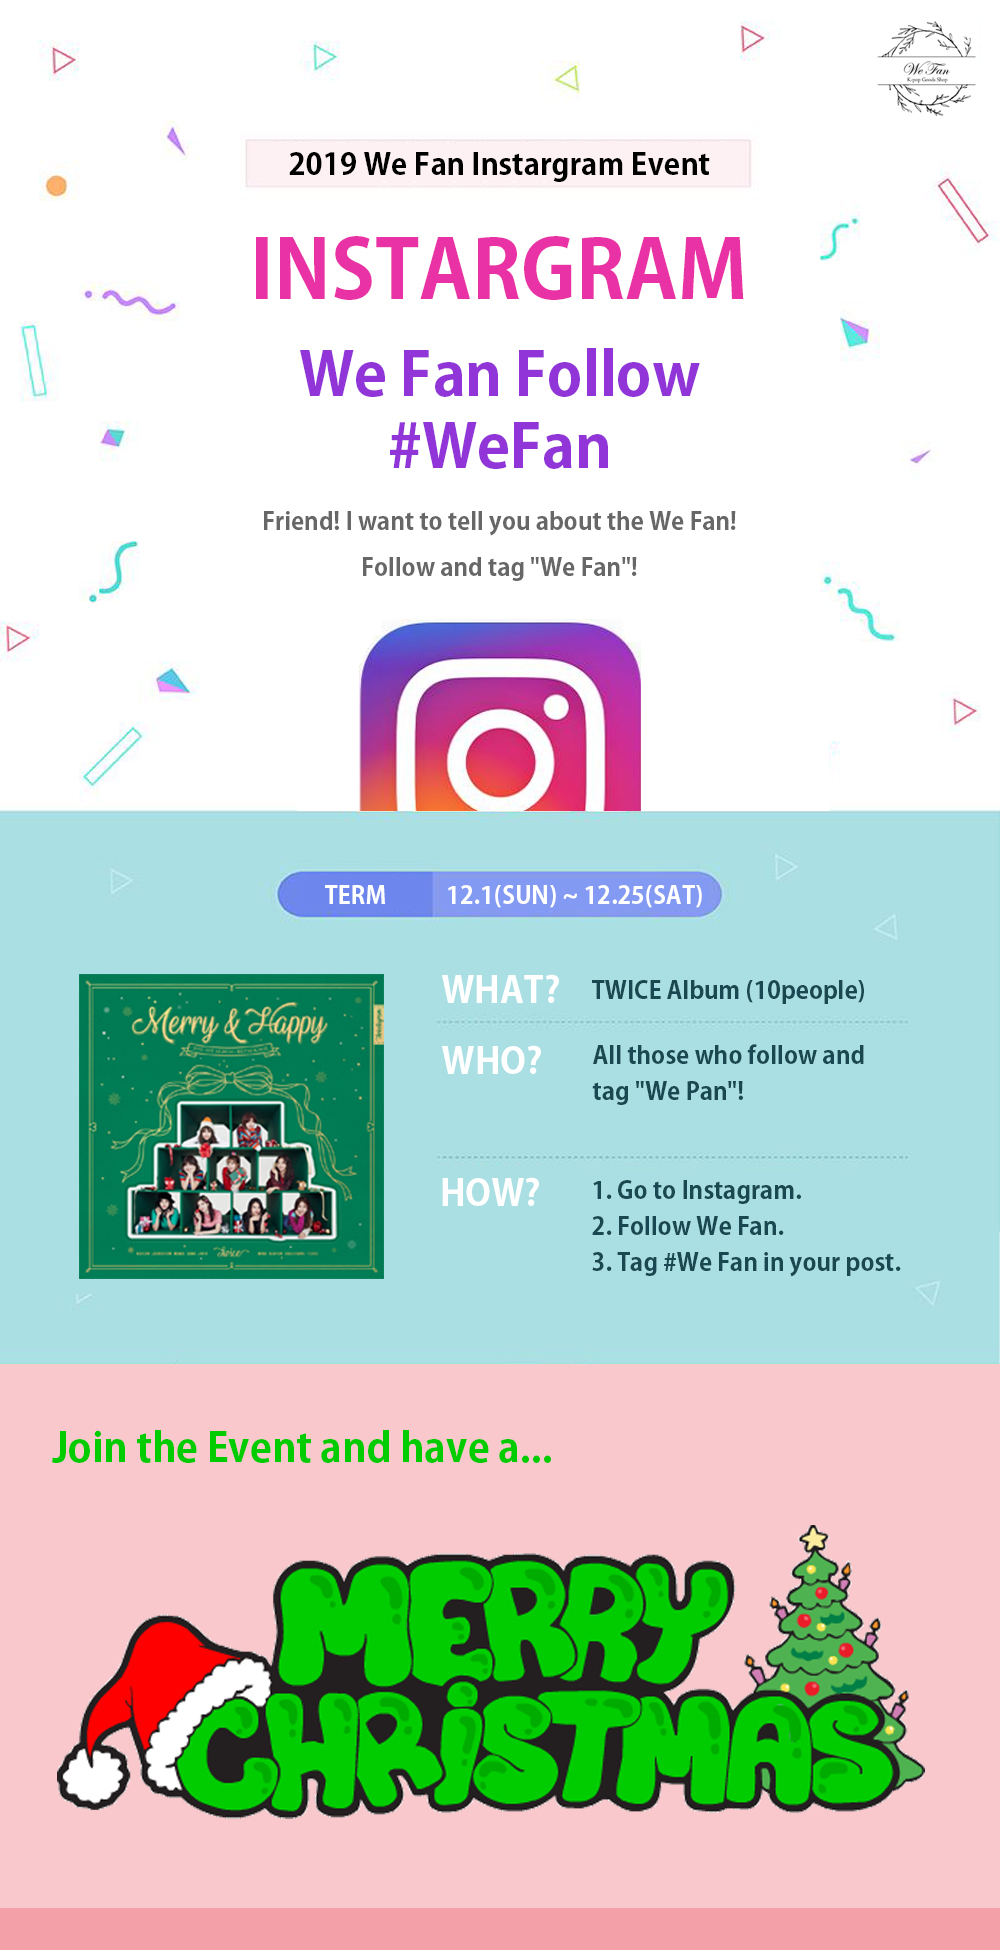 We Fan
K-pop Goods Shop
2019 We Fan Instargram Event
INSTARGRAM
We Fan Follow
#WeFan
Friend! I want to tell you about the We Fan!
Follow and tag "We Fan"!
TERM 12.1(SUN) ~ 12.25(SAT)
Merry & Happy
twice
WHAT? TWICE Album (10people)
WHO? All those who follow and
tag "We Pan"!
HOW? 1. Go to Instagram.
2. Follow We Fan.
3. Tag #We Fan in your post.
Join the Event and have a...
MERRY
CHRiSTMAS